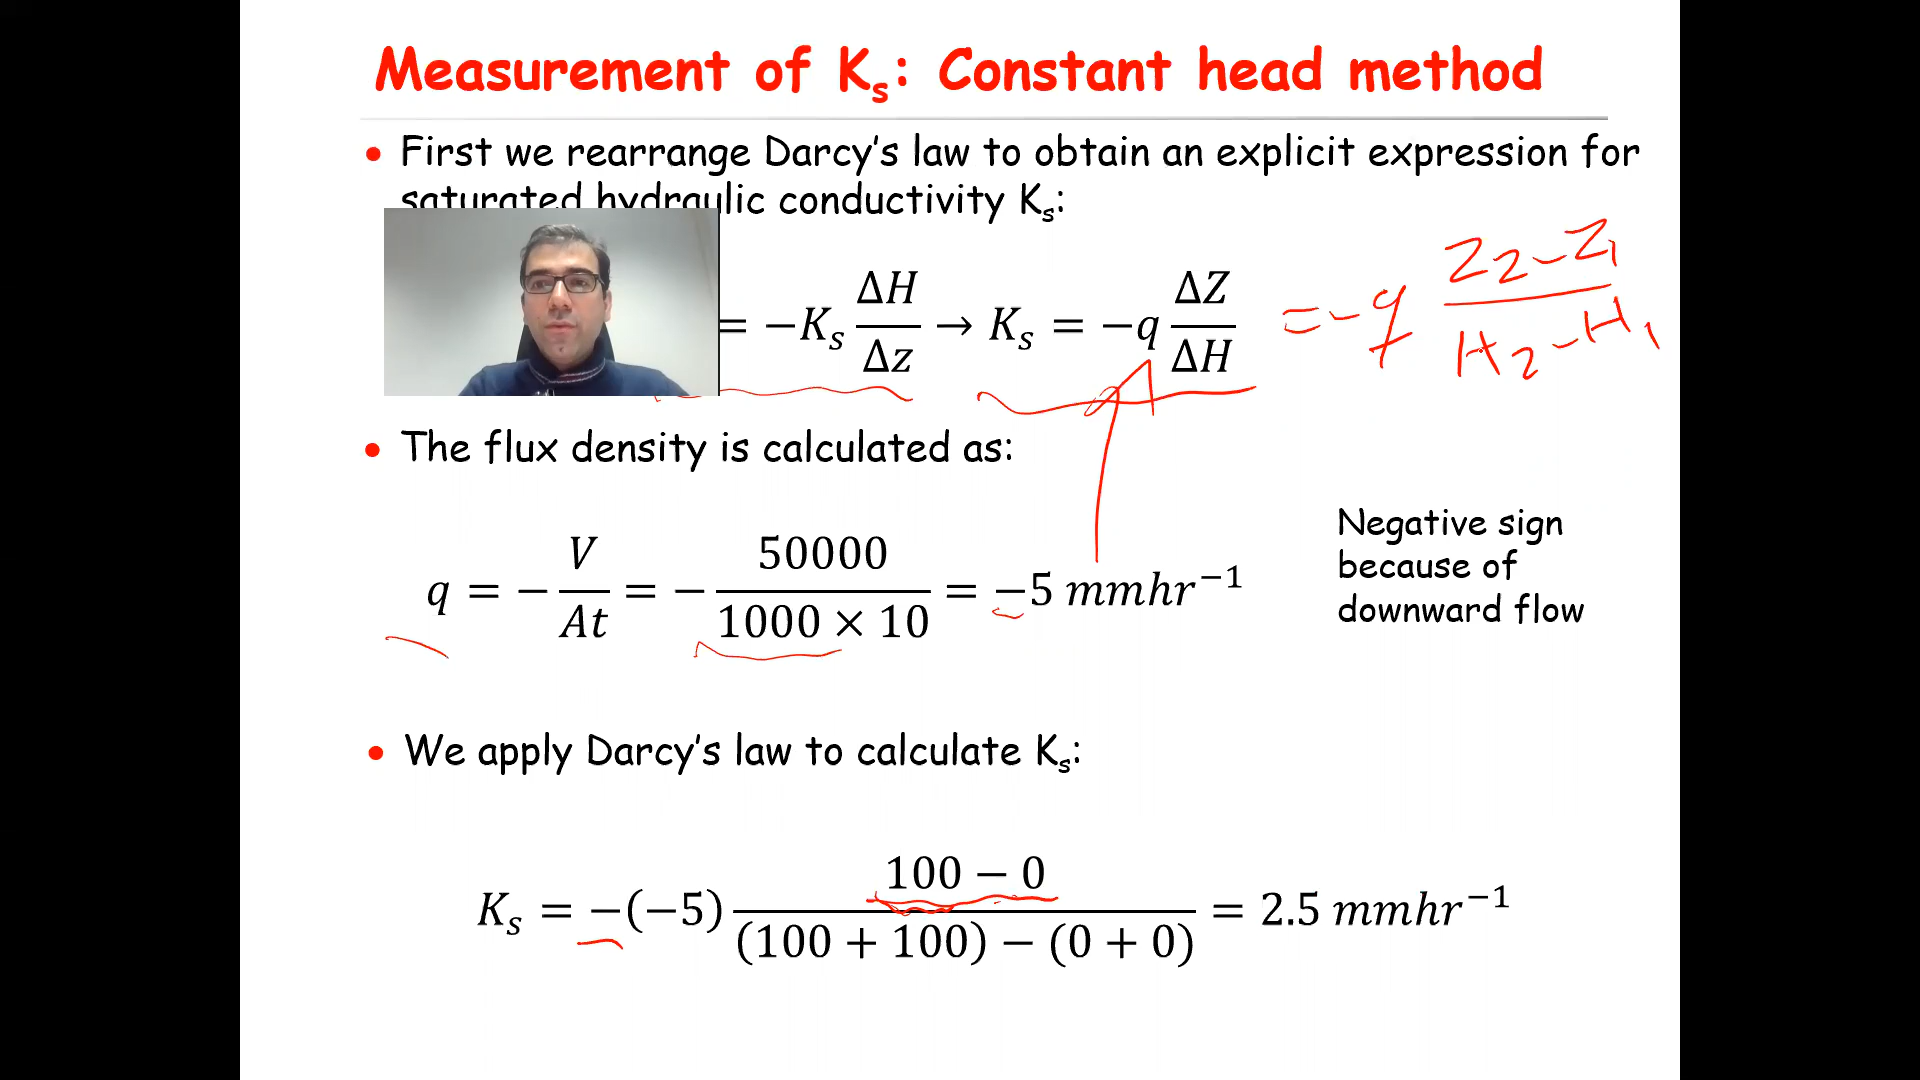 Measurement of Ks: Constant head method
• First we rearrange Darcy's law to obtain an explicit expression for
saturated hydraulic conductivity Ks:
= −Ks ΔH/Δz → Ks = −q ΔZ/ΔH = −q Z2−Z1/H2−H1
• The flux density is calculated as:
q = − V/At = − 50000/1000 × 10 = −5 mmhr⁻¹
Negative sign
because of
downward flow
• We apply Darcy's law to calculate Ks:
Ks = −(−5) 100 − 0/(100 + 100) − (0 + 0) = 2.5 mmhr⁻¹